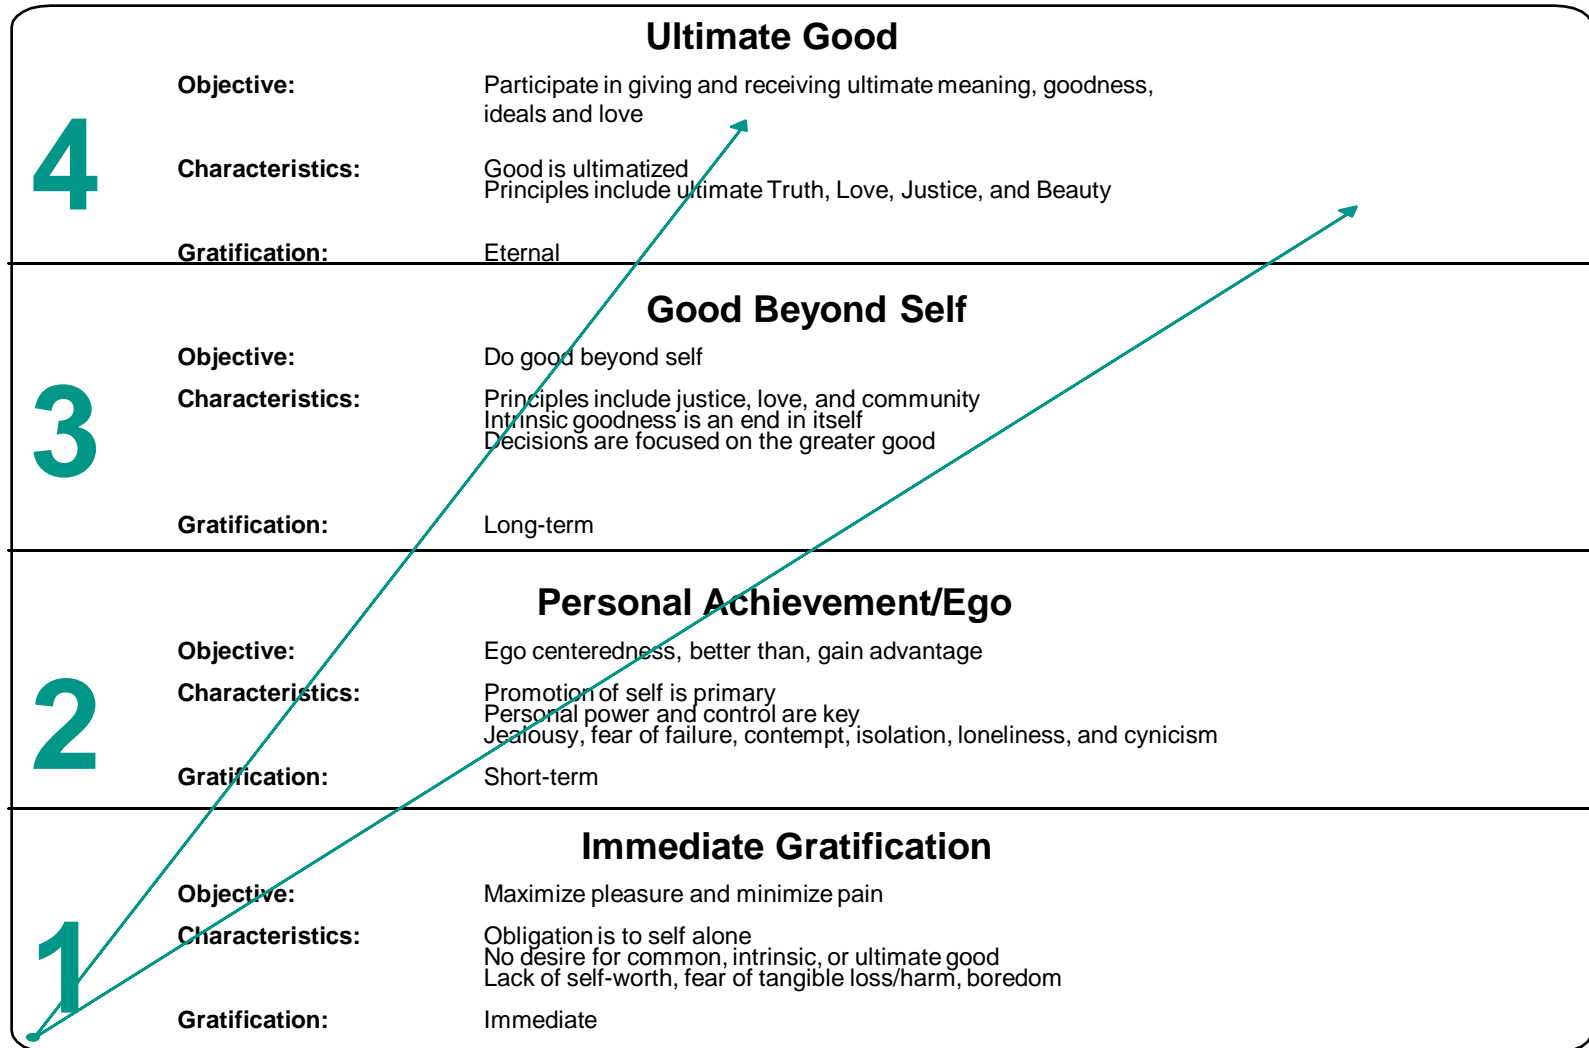 Ultimate Good
Objective: Participate in giving and receiving ultimate meaning, goodness,
ideals and love
4
Characteristics: Good is ultimatized
Principles include ultimate Truth, Love, Justice, and Beauty
Gratification: Eternal
Good Beyond Self
Objective: Do good beyond self
3
Characteristics: Principles include justice, love, and community
Intrinsic goodness is an end in itself
Decisions are focused on the greater good
Gratification: Long-term
Personal Achievement/Ego
Objective: Ego centeredness, better than, gain advantage
2
Characteristics: Promotion of self is primary
Personal power and control are key
Jealousy, fear of failure, contempt, isolation, loneliness, and cynicism
Gratification: Short-term
Immediate Gratification
Objective: Maximize pleasure and minimize pain
1
Characteristics: Obligation is to self alone
No desire for common, intrinsic, or ultimate good
Lack of self-worth, fear of tangible loss/harm, boredom
Gratification: Immediate